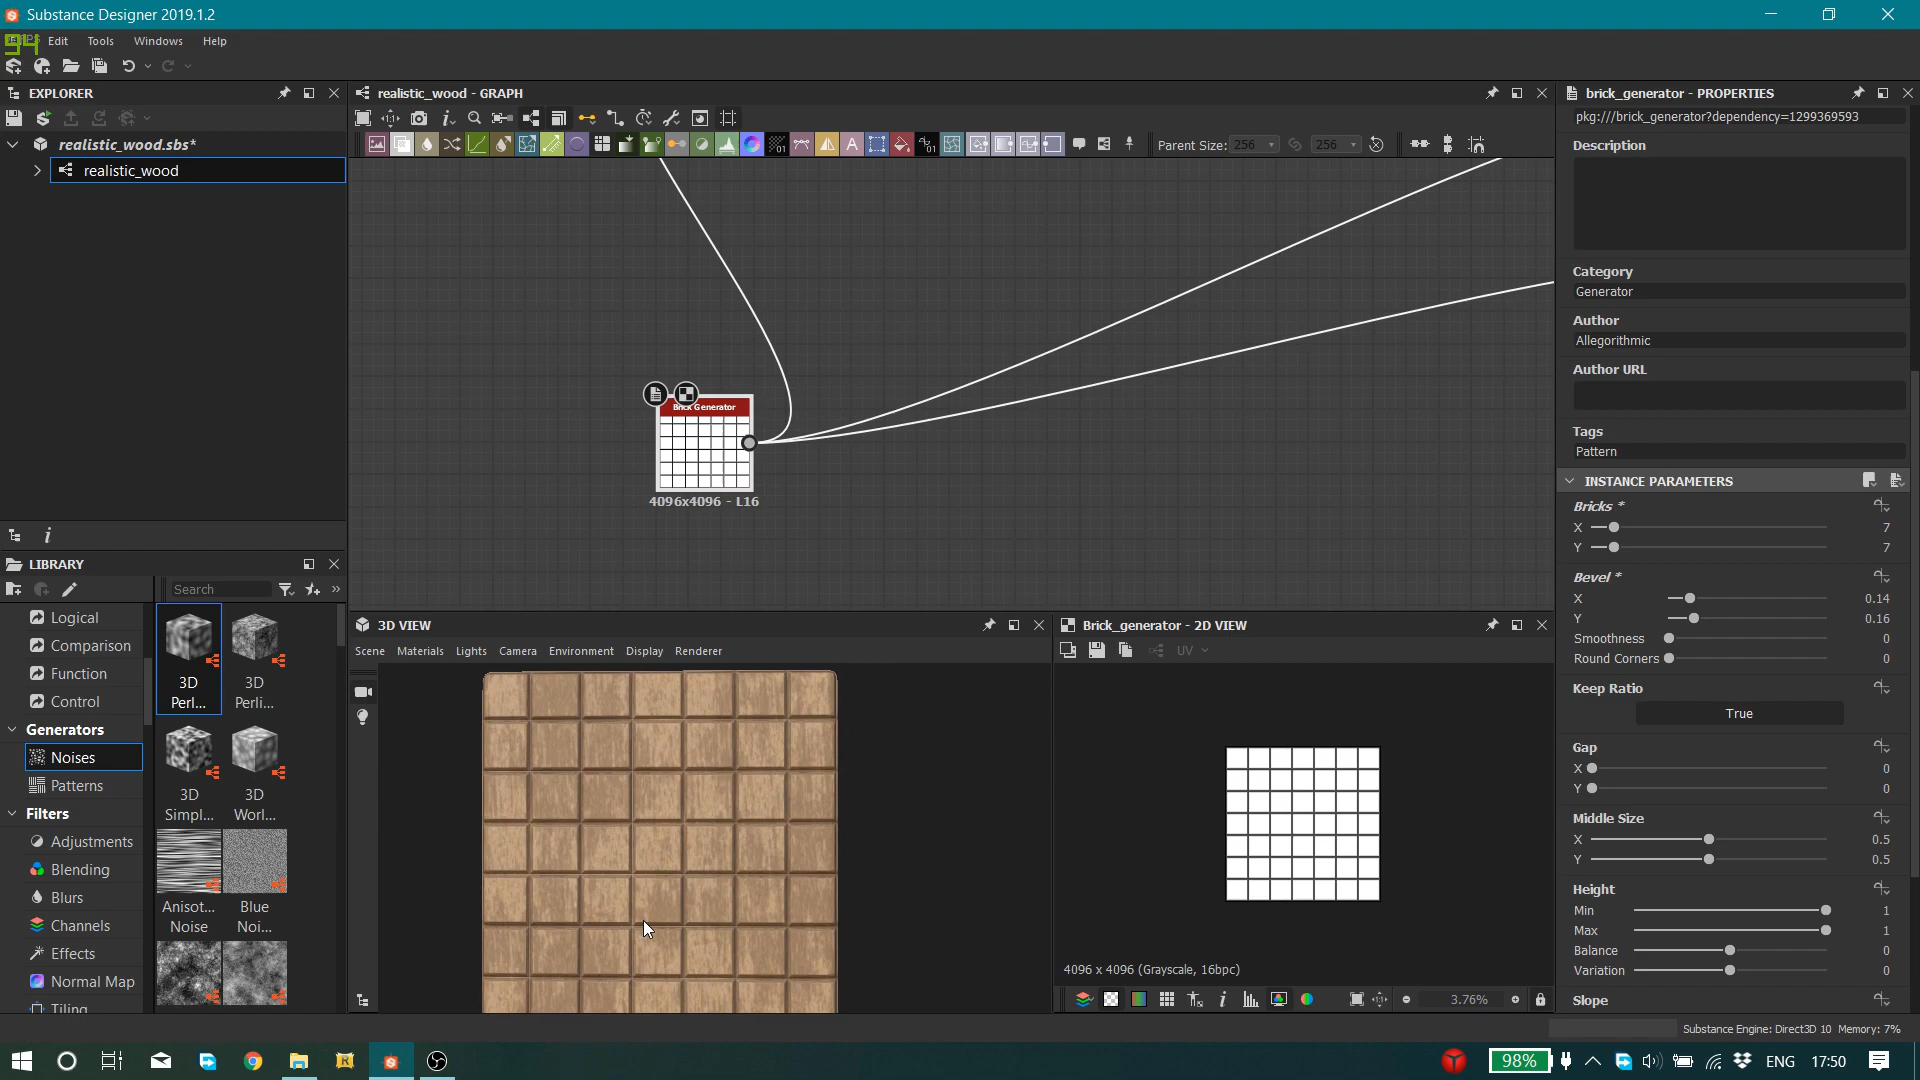 Substance Designer 2019.1.2
94
Edit Tools Windows Help
EXPLORER
realistic_wood.sbs*
realistic_wood
LIBRARY
Search
Logical
Comparison
Function
Control
Generators
Noises
Patterns
Filters
Adjustments
Blending
Blurs
Channels
Effects
Normal Map
Tiling
3D
Perl...
3D
Perli...
3D
Simpl...
3D
Worl...
Anisot...
Noise
Blue
Noi...
realistic_wood - GRAPH
Parent Size: 256 256
Brick Generator
4096x4096 - L16
3D VIEW
Scene Materials Lights Camera Environment Display Renderer
Brick_generator - 2D VIEW
UV
4096 x 4096 (Grayscale, 16bpc)
3.76%
brick_generator - PROPERTIES
pkg:///brick_generator?dependency=1299369593
Description
Category
Generator
Author
Allegorithmic
Author URL
Tags
Pattern
INSTANCE PARAMETERS
Bricks *
X 7
Y 7
Bevel *
X 0.14
Y 0.16
Smoothness 0
Round Corners 0
Keep Ratio
True
Gap
X 0
Y 0
Middle Size
X 0.5
Y 0.5
Height
Min 1
Max 1
Balance 0
Variation 0
Slope
Substance Engine: Direct3D 10 Memory: 7%
98% ENG 17:50